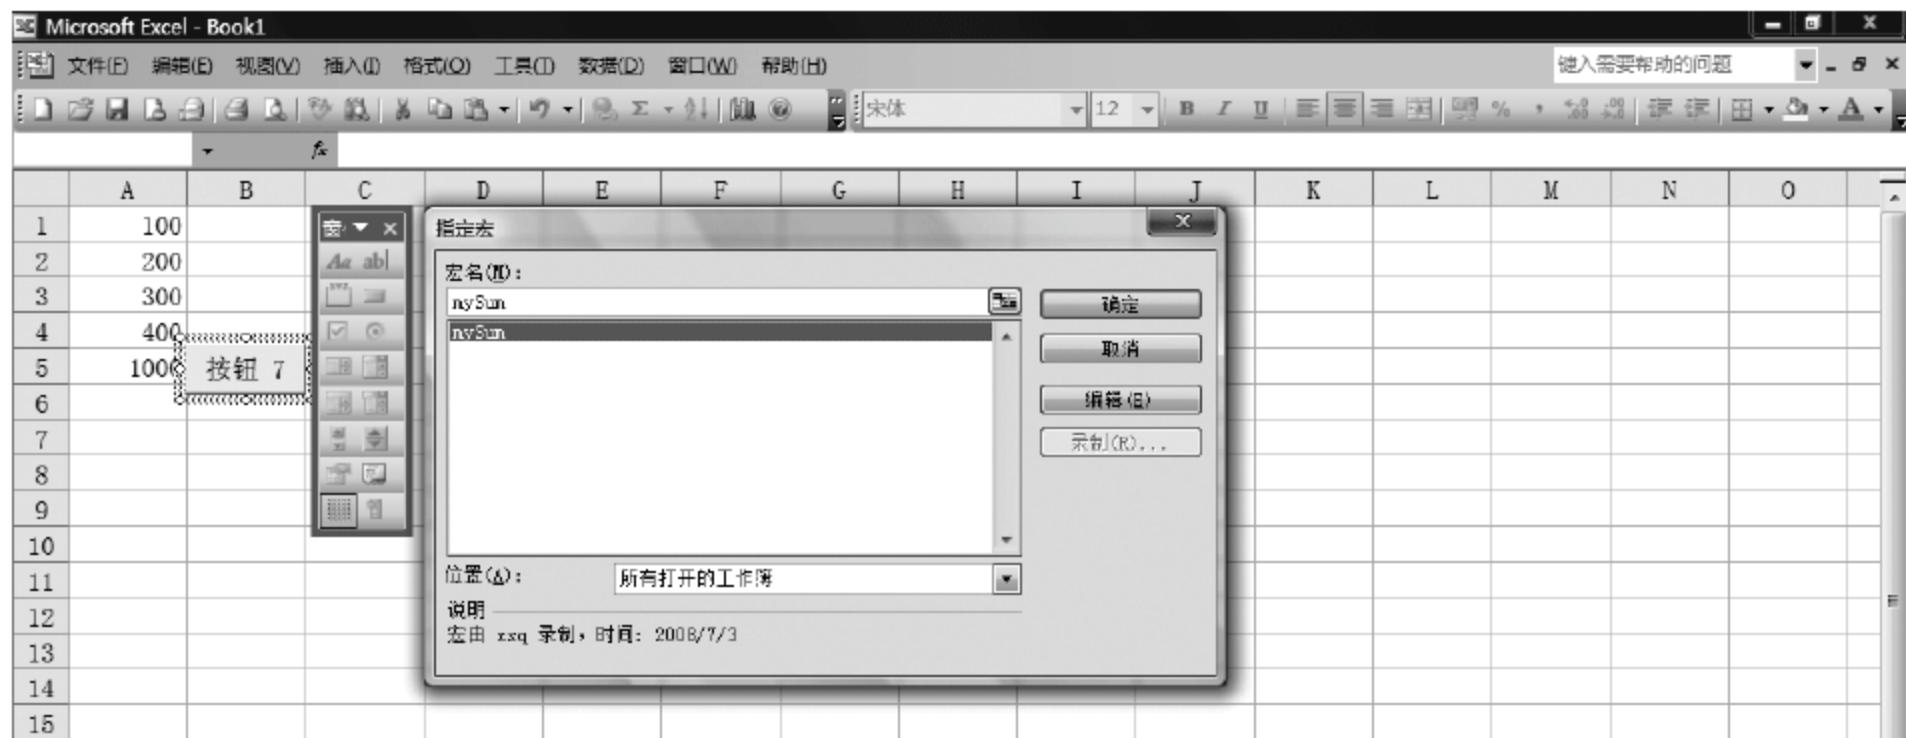 Microsoft Excel - Book1
文件(F) 编辑(E) 视图(V) 插入(I) 格式(O) 工具(T) 数据(D) 窗口(W) 帮助(H) 键入需要帮助的问题
宋体 12 B I U % , A
fx
A B C D E F G H I J K L M N O
1 100
2 200
3 300
4 400
5 1000
6
7
8
9
10
11
12
13
14
15
按钮 7
窗
Aa ab|
指定宏
宏名(M):
mySum
mySum
确定
取消
编辑(E)
录制(R)...
位置(A):
所有打开的工作簿
说明
宏由 xsq 录制，时间: 2008/7/3